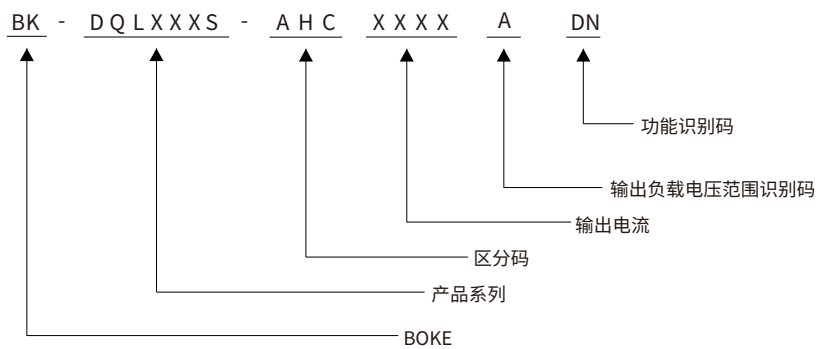 BK - DQLXXXS - AHC XXXX A DN
功能识别码
输出负载电压范围识别码
输出电流
区分码
产品系列
BOKE